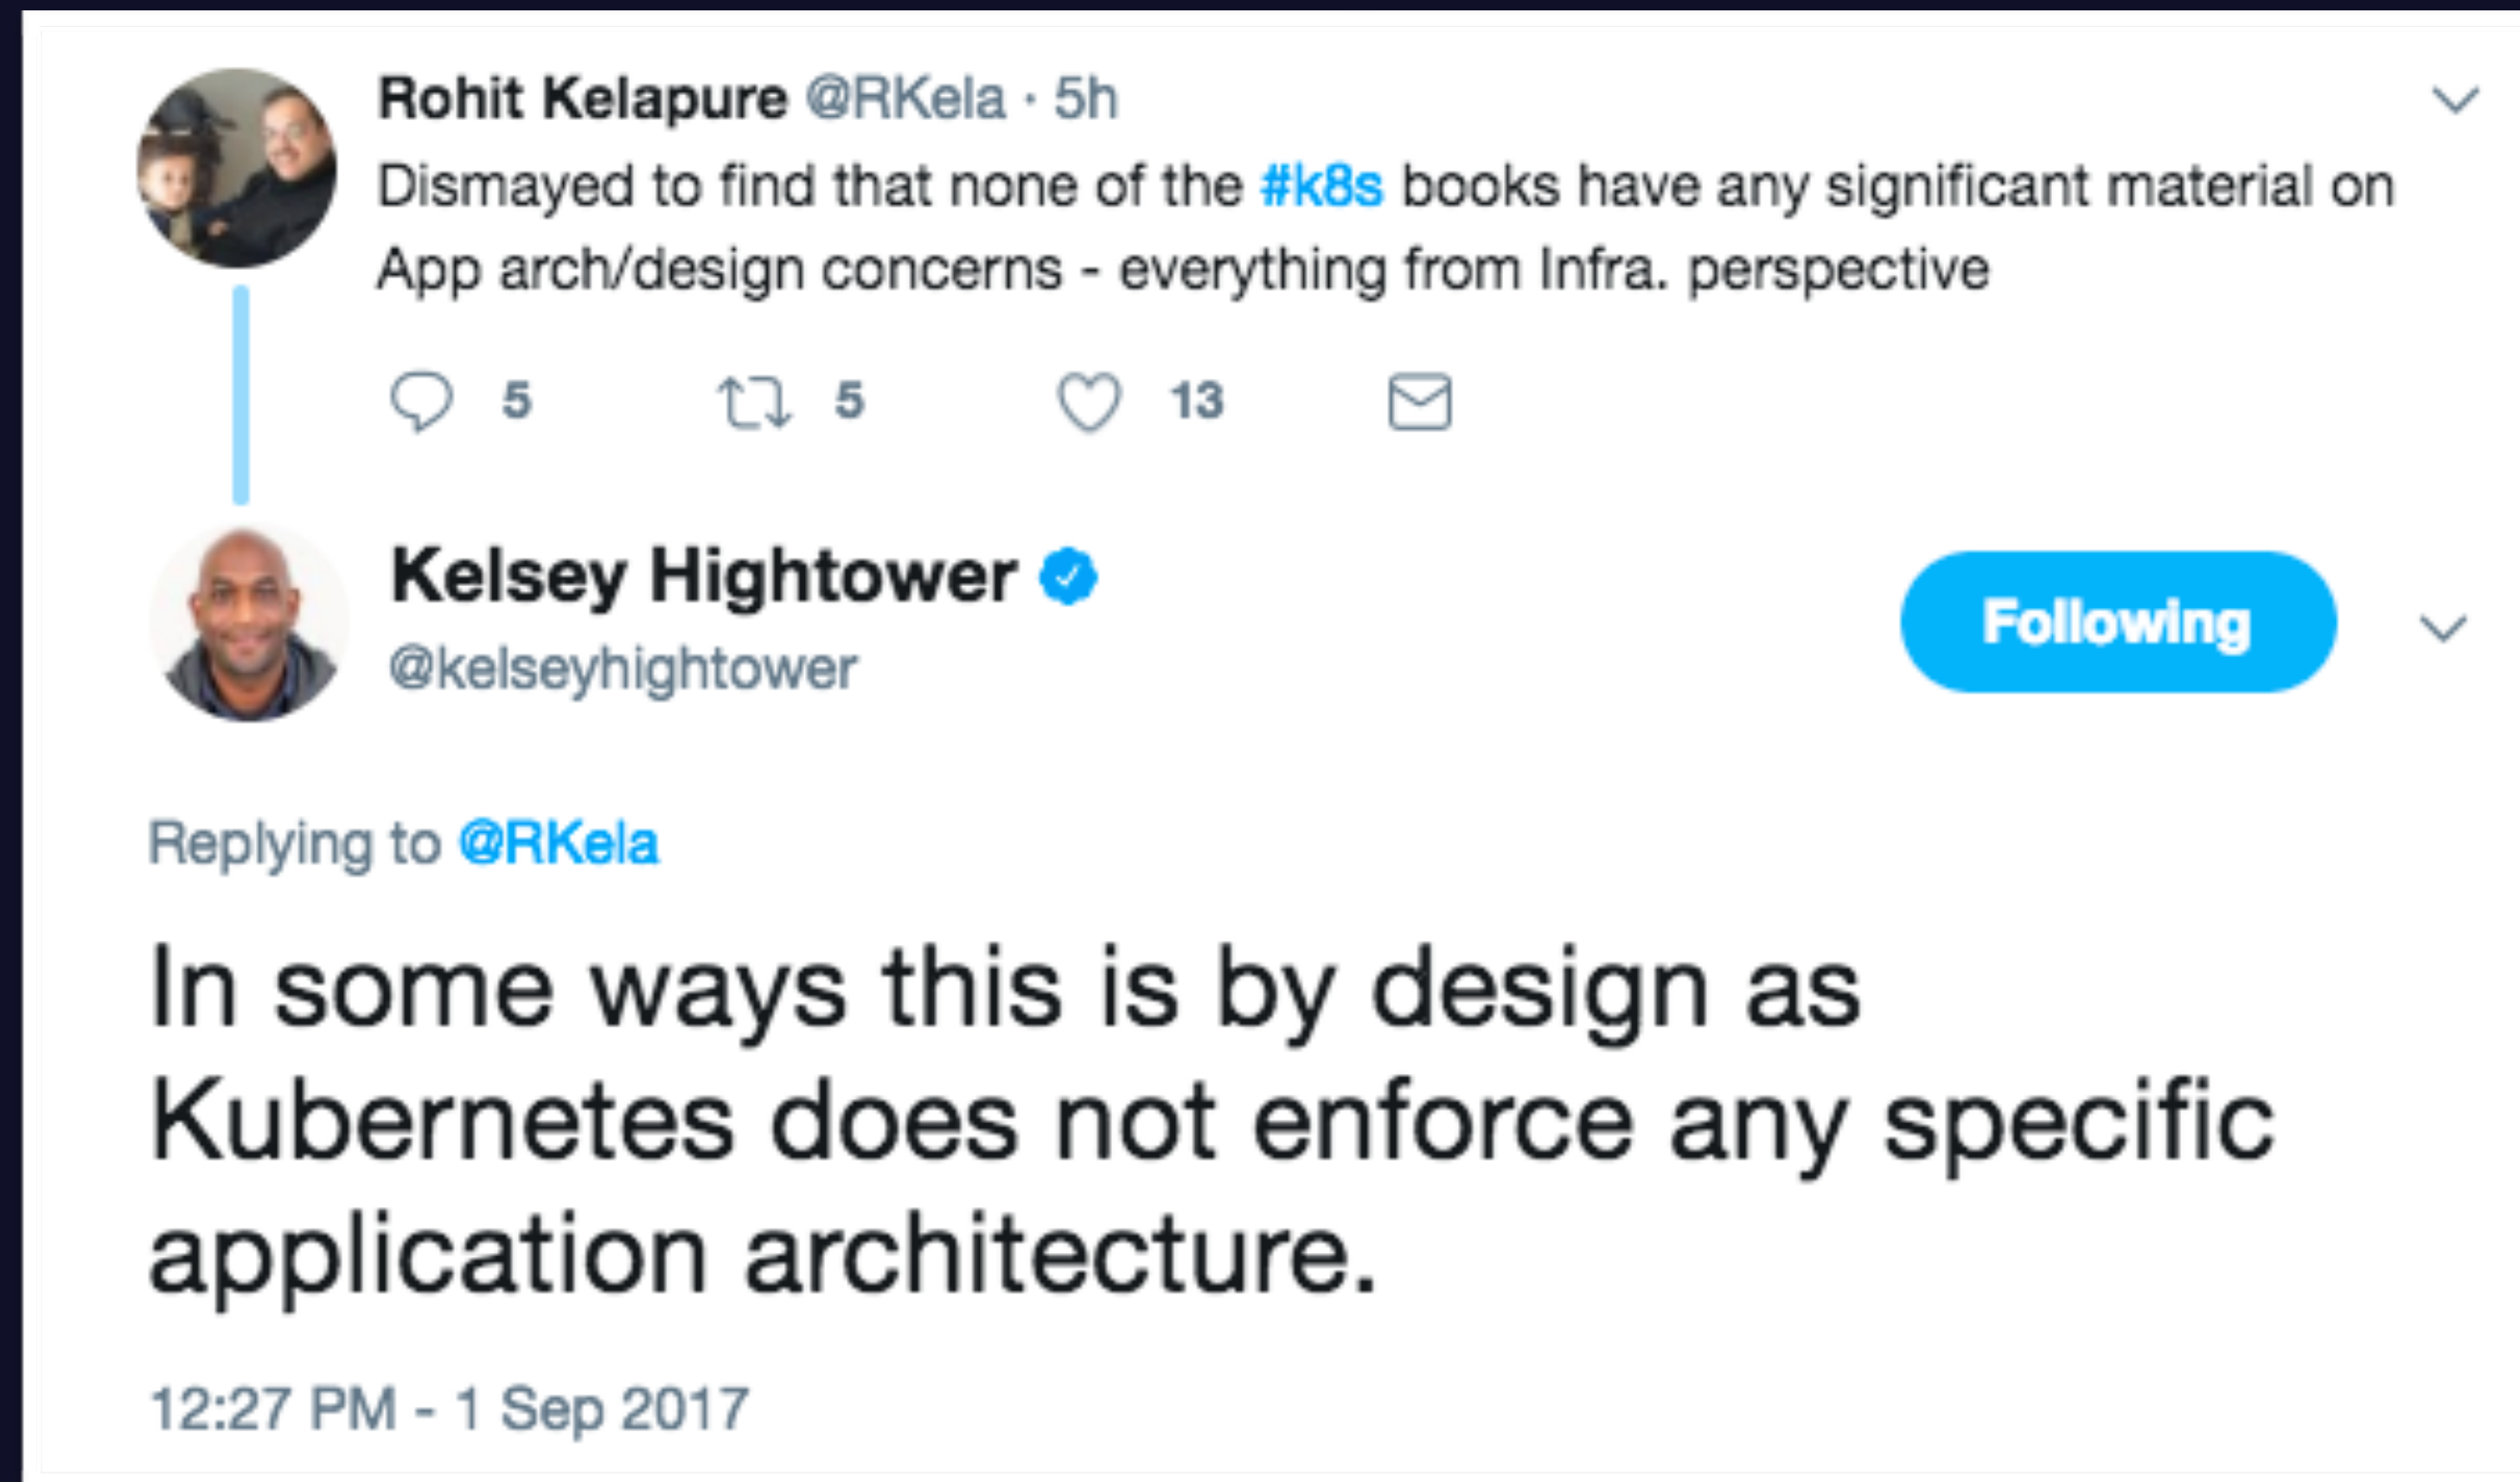 Rohit Kelapure @RKela · 5h
Dismayed to find that none of the #k8s books have any significant material on
App arch/design concerns - everything from Infra. perspective
5 5 13
Kelsey Hightower
@kelseyhightower
Following
Replying to @RKela
In some ways this is by design as
Kubernetes does not enforce any specific
application architecture.
12:27 PM - 1 Sep 2017